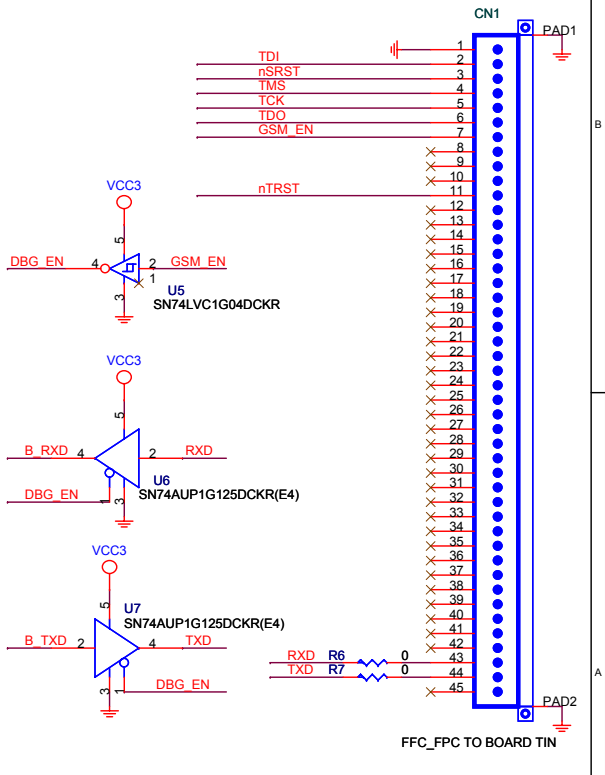 CN1
PAD1
1
TDI 2
nSRST 3
TMS 4
TCK 5
TDO 6
GSM_EN 7
8
9
10
nTRST 11
12
13
14
15
16
17
18
19
20
21
22
23
24
25
26
27
28
29
30
31
32
33
34
35
36
37
38
39
40
41
42
RXD R6 0 43
TXD R7 0 44
45
PAD2
FFC_FPC TO BOARD TIN
VCC3
5
DBG_EN 4 2 GSM_EN
1
3
U5
SN74LVC1G04DCKR
VCC3
5
B_RXD 4 2 RXD
U6
SN74AUP1G125DCKR(E4)
DBG_EN 1 3
VCC3
5
U7
SN74AUP1G125DCKR(E4)
B_TXD 2 4 TXD
3 1 DBG_EN
B
A